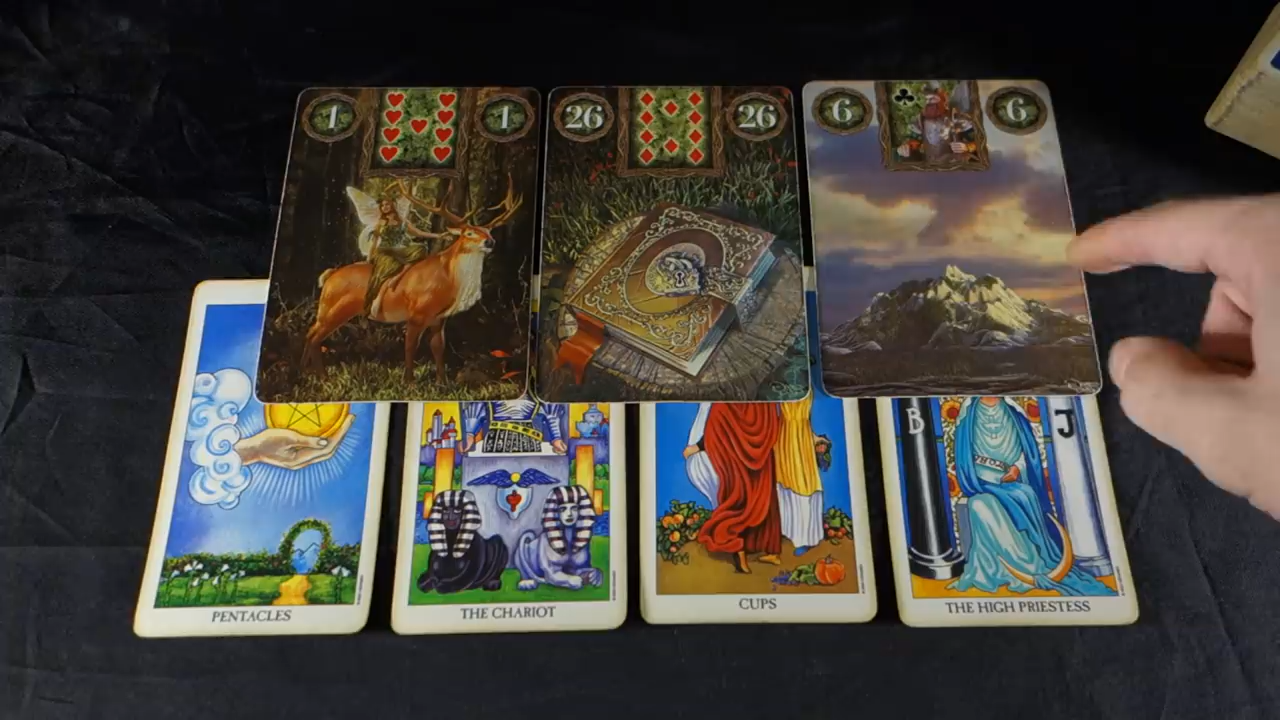 1 1
26 26
6 6
B J
PENTACLES
THE CHARIOT
CUPS
THE HIGH PRIESTESS